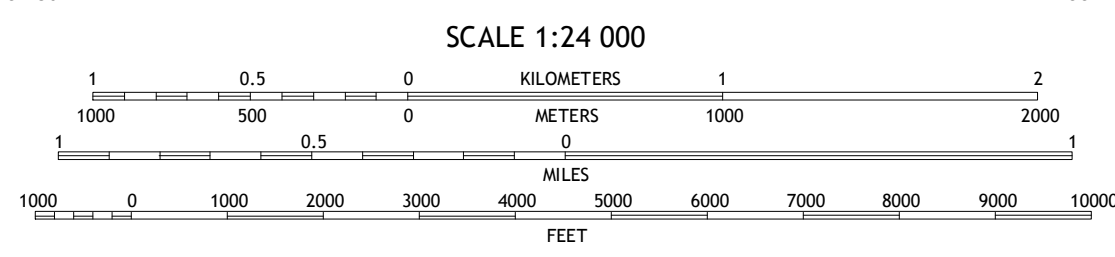 SCALE 1:24 000
1 0.5 0 KILOMETERS 1 2
1000 500 0 METERS 1000 2000
1 0.5 0 1
MILES
1000 0 1000 2000 3000 4000 5000 6000 7000 8000 9000 10000
FEET